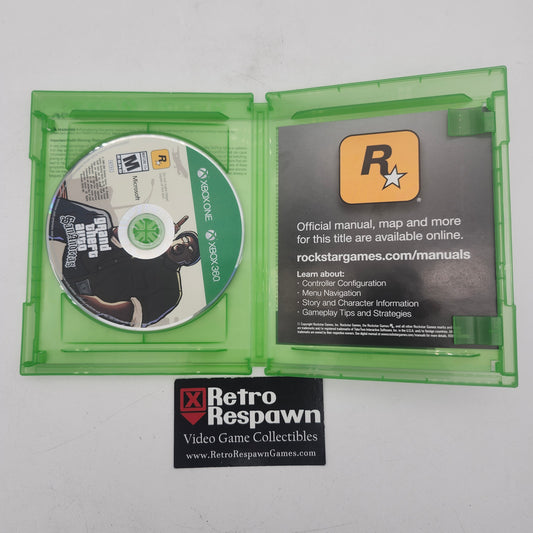 XBOX ONE
XBOX 360
M
Microsoft
R
grand
theft
auto
San Andreas
R
Official manual, map and more
for this title are available online.
rockstargames.com/manuals
Learn about:
· Controller Configuration
· Menu Navigation
· Story and Character Information
· Gameplay Tips and Strategies
Retro
Respawn
Video Game Collectibles
www.RetroRespawnGames.com